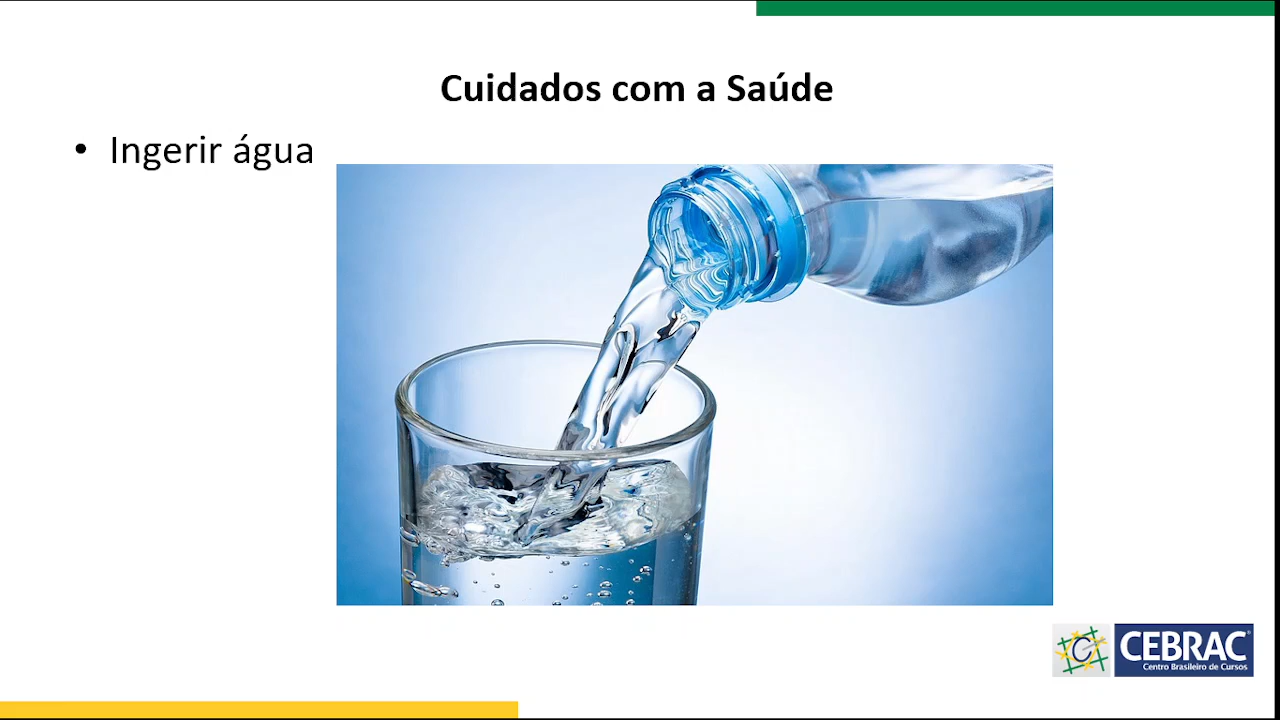 Cuidados com a Saúde
• Ingerir água
CEBRAC®
Centro Brasileiro de Cursos